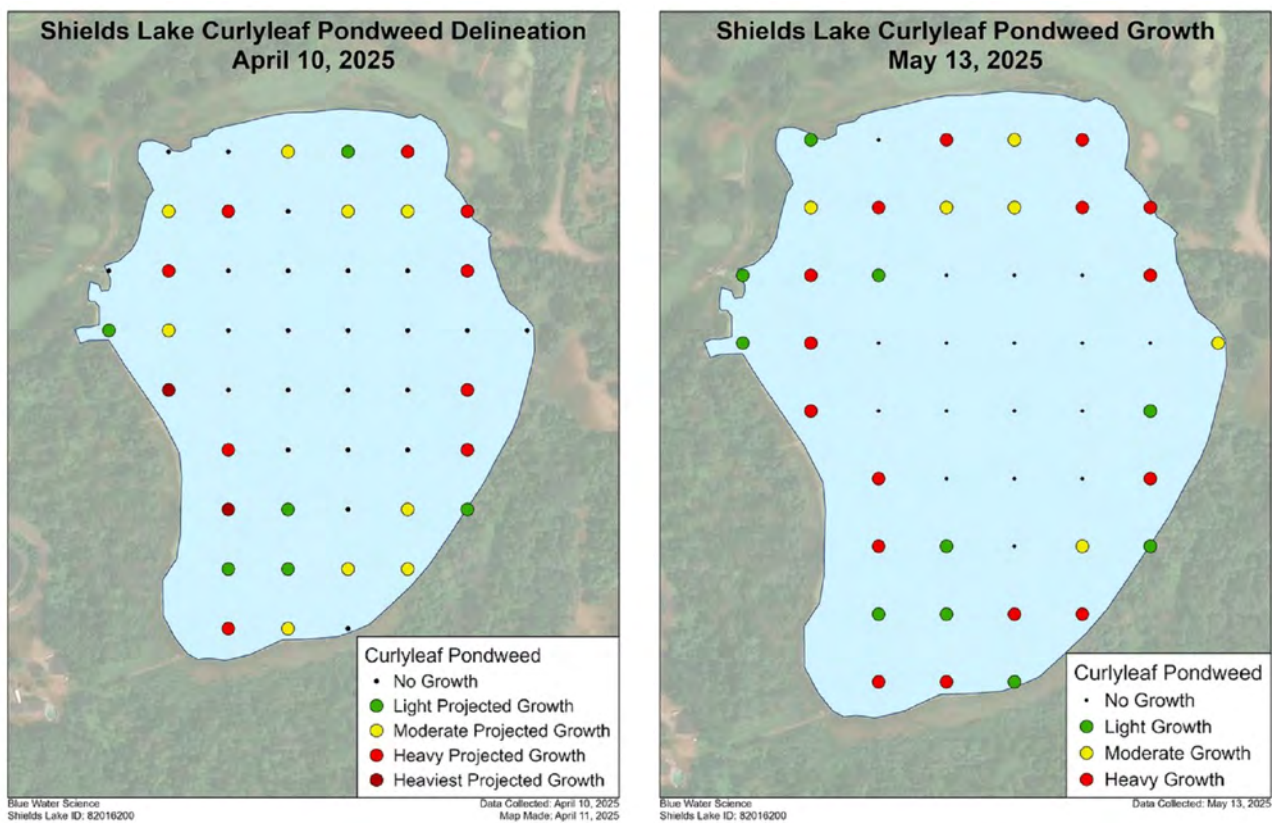 Shields Lake Curlyleaf Pondweed Delineation
April 10, 2025
Curlyleaf Pondweed
No Growth
Light Projected Growth
Moderate Projected Growth
Heavy Projected Growth
Heaviest Projected Growth
Blue Water Science
Shields Lake ID: 82016200
Data Collected: April 10, 2025
Map Made: April 11, 2025
Shields Lake Curlyleaf Pondweed Growth
May 13, 2025
Curlyleaf Pondweed
No Growth
Light Growth
Moderate Growth
Heavy Growth
Blue Water Science
Shields Lake ID: 82016200
Data Collected: May 13, 2025